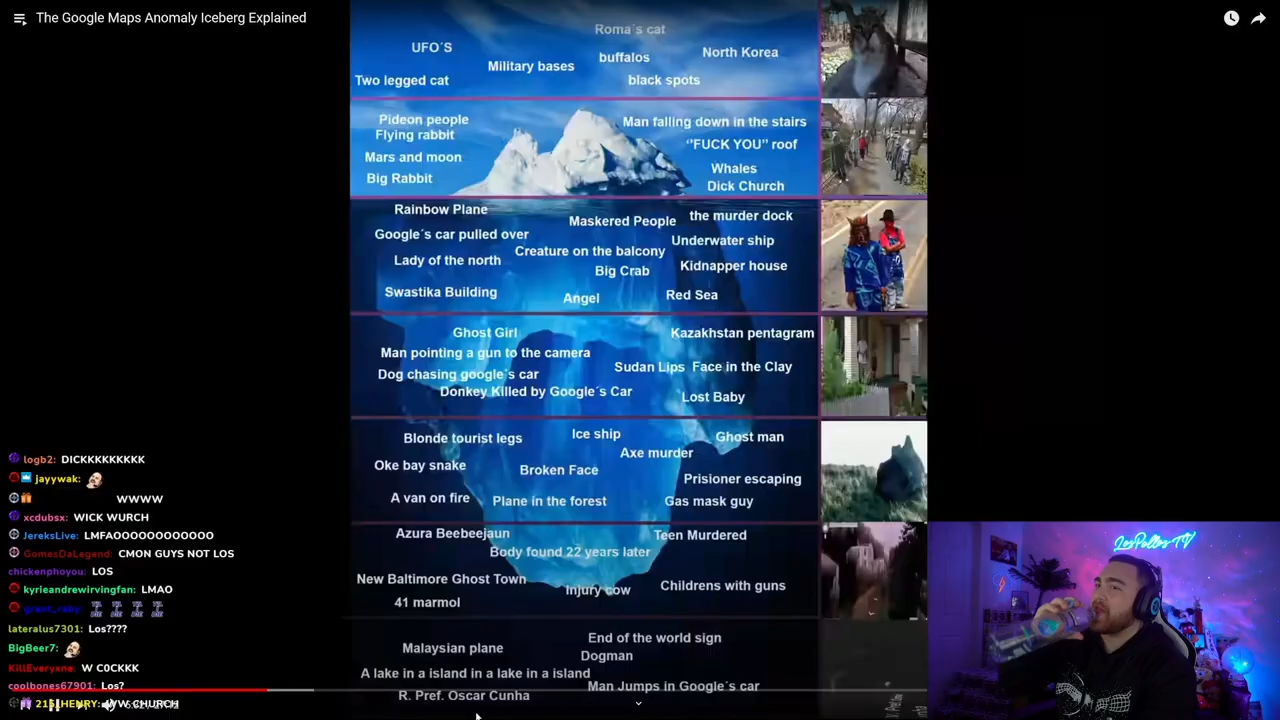 The Google Maps Anomaly Iceberg Explained
Roma´s cat
UFO´S
buffalos
North Korea
Military bases
Two legged cat
black spots
Pideon people
Man falling down in the stairs
Flying rabbit
“FUCK YOU” roof
Mars and moon
Whales
Big Rabbit
Dick Church
Rainbow Plane
Maskered People
the murder dock
Google´s car pulled over
Underwater ship
Creature on the balcony
Lady of the north
Kidnapper house
Big Crab
Swastika Building
Angel
Red Sea
Ghost Girl
Kazakhstan pentagram
Man pointing a gun to the camera
Sudan Lips
Face in the Clay
Dog chasing google´s car
Donkey Killed by Google´s Car
Lost Baby
Blonde tourist legs
Ice ship
Ghost man
Axe murder
Oke bay snake
Broken Face
Prisioner escaping
A van on fire
Plane in the forest
Gas mask guy
Azura Beebeejaun
Teen Murdered
Body found 22 years later
New Baltimore Ghost Town
Injury cow
Childrens with guns
41 marmol
End of the world sign
Malaysian plane
Dogman
A lake in a island in a lake in a island
Man Jumps in Google´s car
R. Pref. Oscar Cunha
logb2: DICKKKKKKKKK
jayywak:
WWWW
xcdubsx: WICK WURCH
JereksLive: LMFAOOOOOOOOOOOO
GomesDaLegend: CMON GUYS NOT LOS
chickenphoyou: LOS
kyrieandrewirvingfan: LMAO
lateralus7301: Los????
BigBeer7:
KillEveryxne: W C0CKKK
coolbones67901: Los?
W CHURCH
LosPollos TV